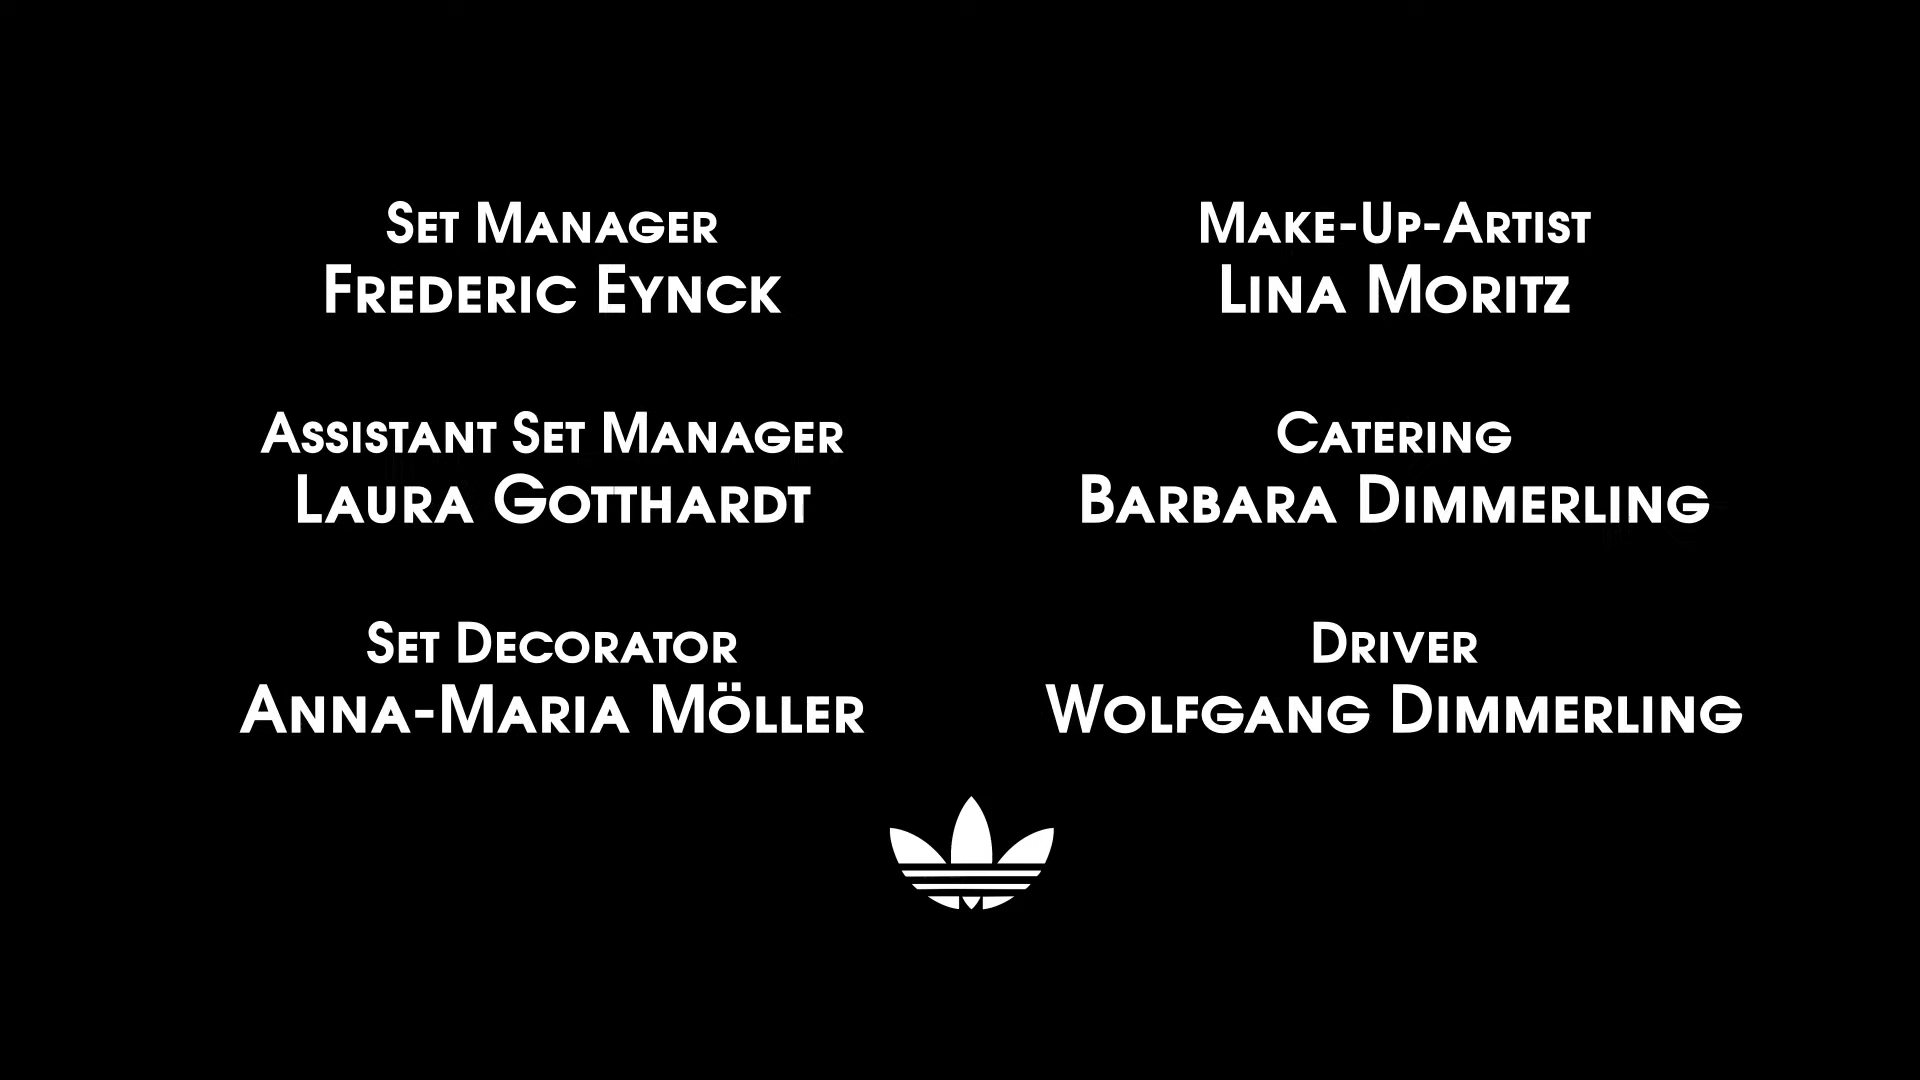 Set Manager
Frederic Eynck
Assistant Set Manager
Laura Gotthardt
Set Decorator
Anna-Maria Möller
Make-Up-Artist
Lina Moritz
Catering
Barbara Dimmerling
Driver
Wolfgang Dimmerling